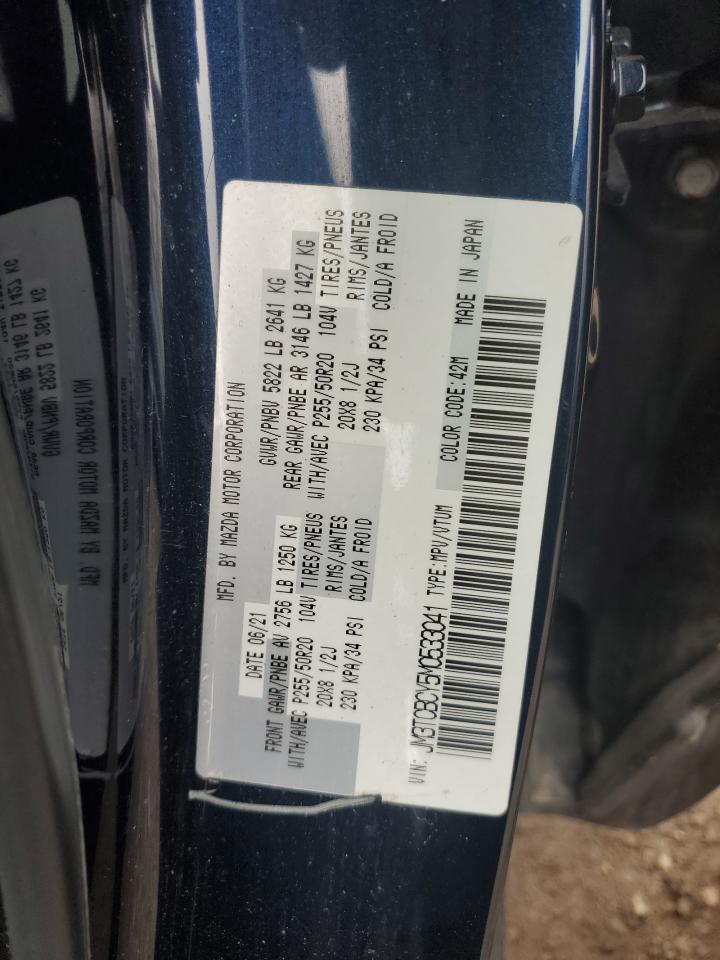 MFD. BY MAZDA MOTOR CORPORATION
DATE 06/21 GVWR/PNBV 5822 LB 2641 KG
FRONT GAWR/PNBE AV 2756 LB 1250 KG REAR GAWR/PNBE AR 3146 LB 1427 KG
WITH/AVEC P255/50R20 104V TIRES/PNEUS WITH/AVEC P255/50R20 104V TIRES/PNEUS
20X8 1/2J RIMS/JANTES 20X8 1/2J RIMS/JANTES
230 KPA/34 PSI COLD/A FROID 230 KPA/34 PSI COLD/A FROID
VIN: JM3TCBCY5M0533041 TYPE:MPV/VTUM COLOR CODE:42M MADE IN JAPAN